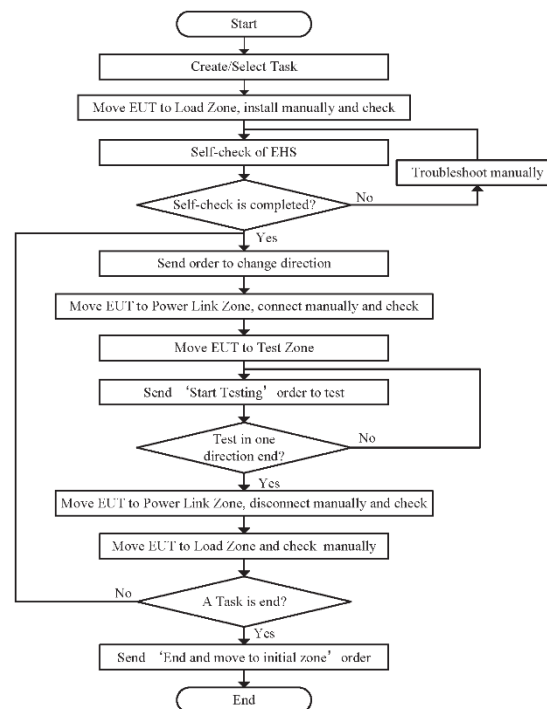 Start
Create/Select Task
Move EUT to Load Zone, install manually and check
Self-check of EHS
Troubleshoot manually
Self-check is completed?
No
Yes
Send order to change direction
Move EUT to Power Link Zone, connect manually and check
Move EUT to Test Zone
Send ‘Start Testing’ order to test
Test in one
direction end?
No
Yes
Move EUT to Power Link Zone, disconnect manually and check
Move EUT to Load Zone and check manually
No
A Task is end?
Yes
Send ‘End and move to initial zone’ order
End